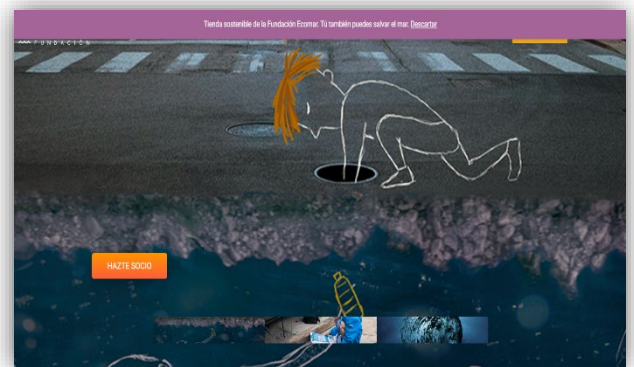 Tienda sostenible de la Fundación Ecomar. Tú también puedes salvar el mar. Descartar
FUNDACIÓN
HAZTE SOCIO